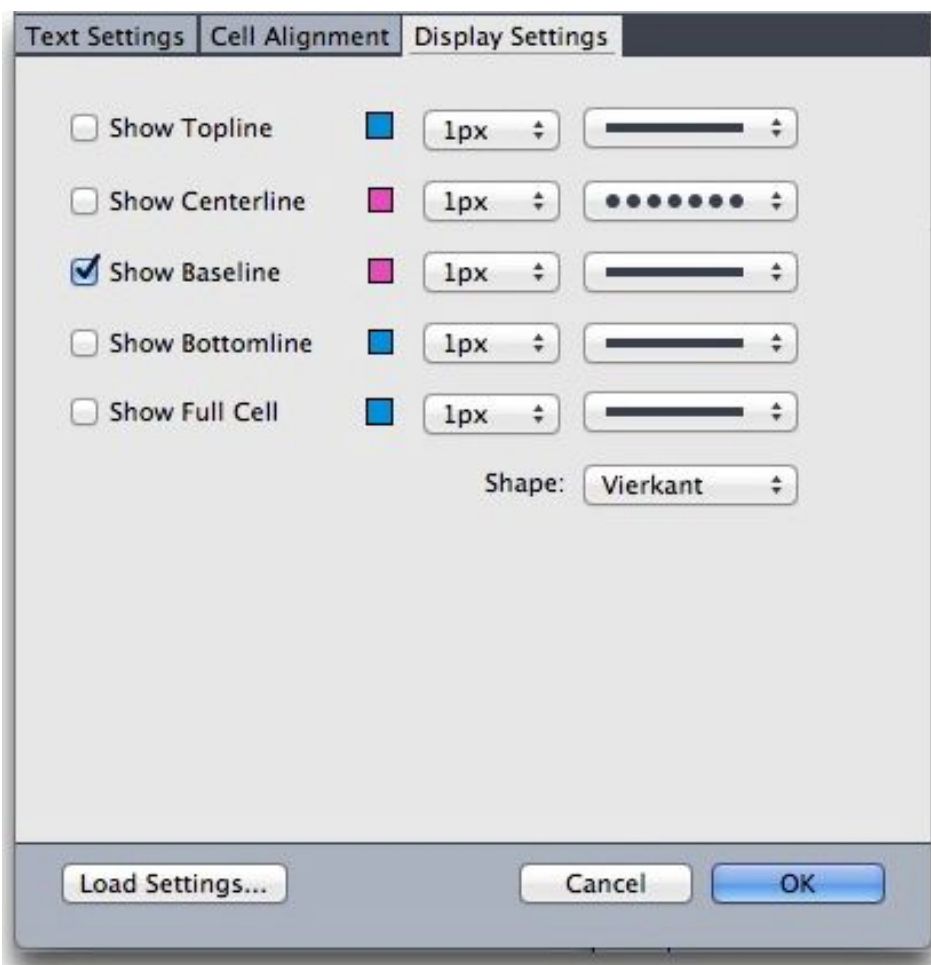 Text Settings Cell Alignment Display Settings
Show Topline 1px
Show Centerline 1px
Show Baseline 1px
Show Bottomline 1px
Show Full Cell 1px
Shape: Vierkant
Load Settings... Cancel OK